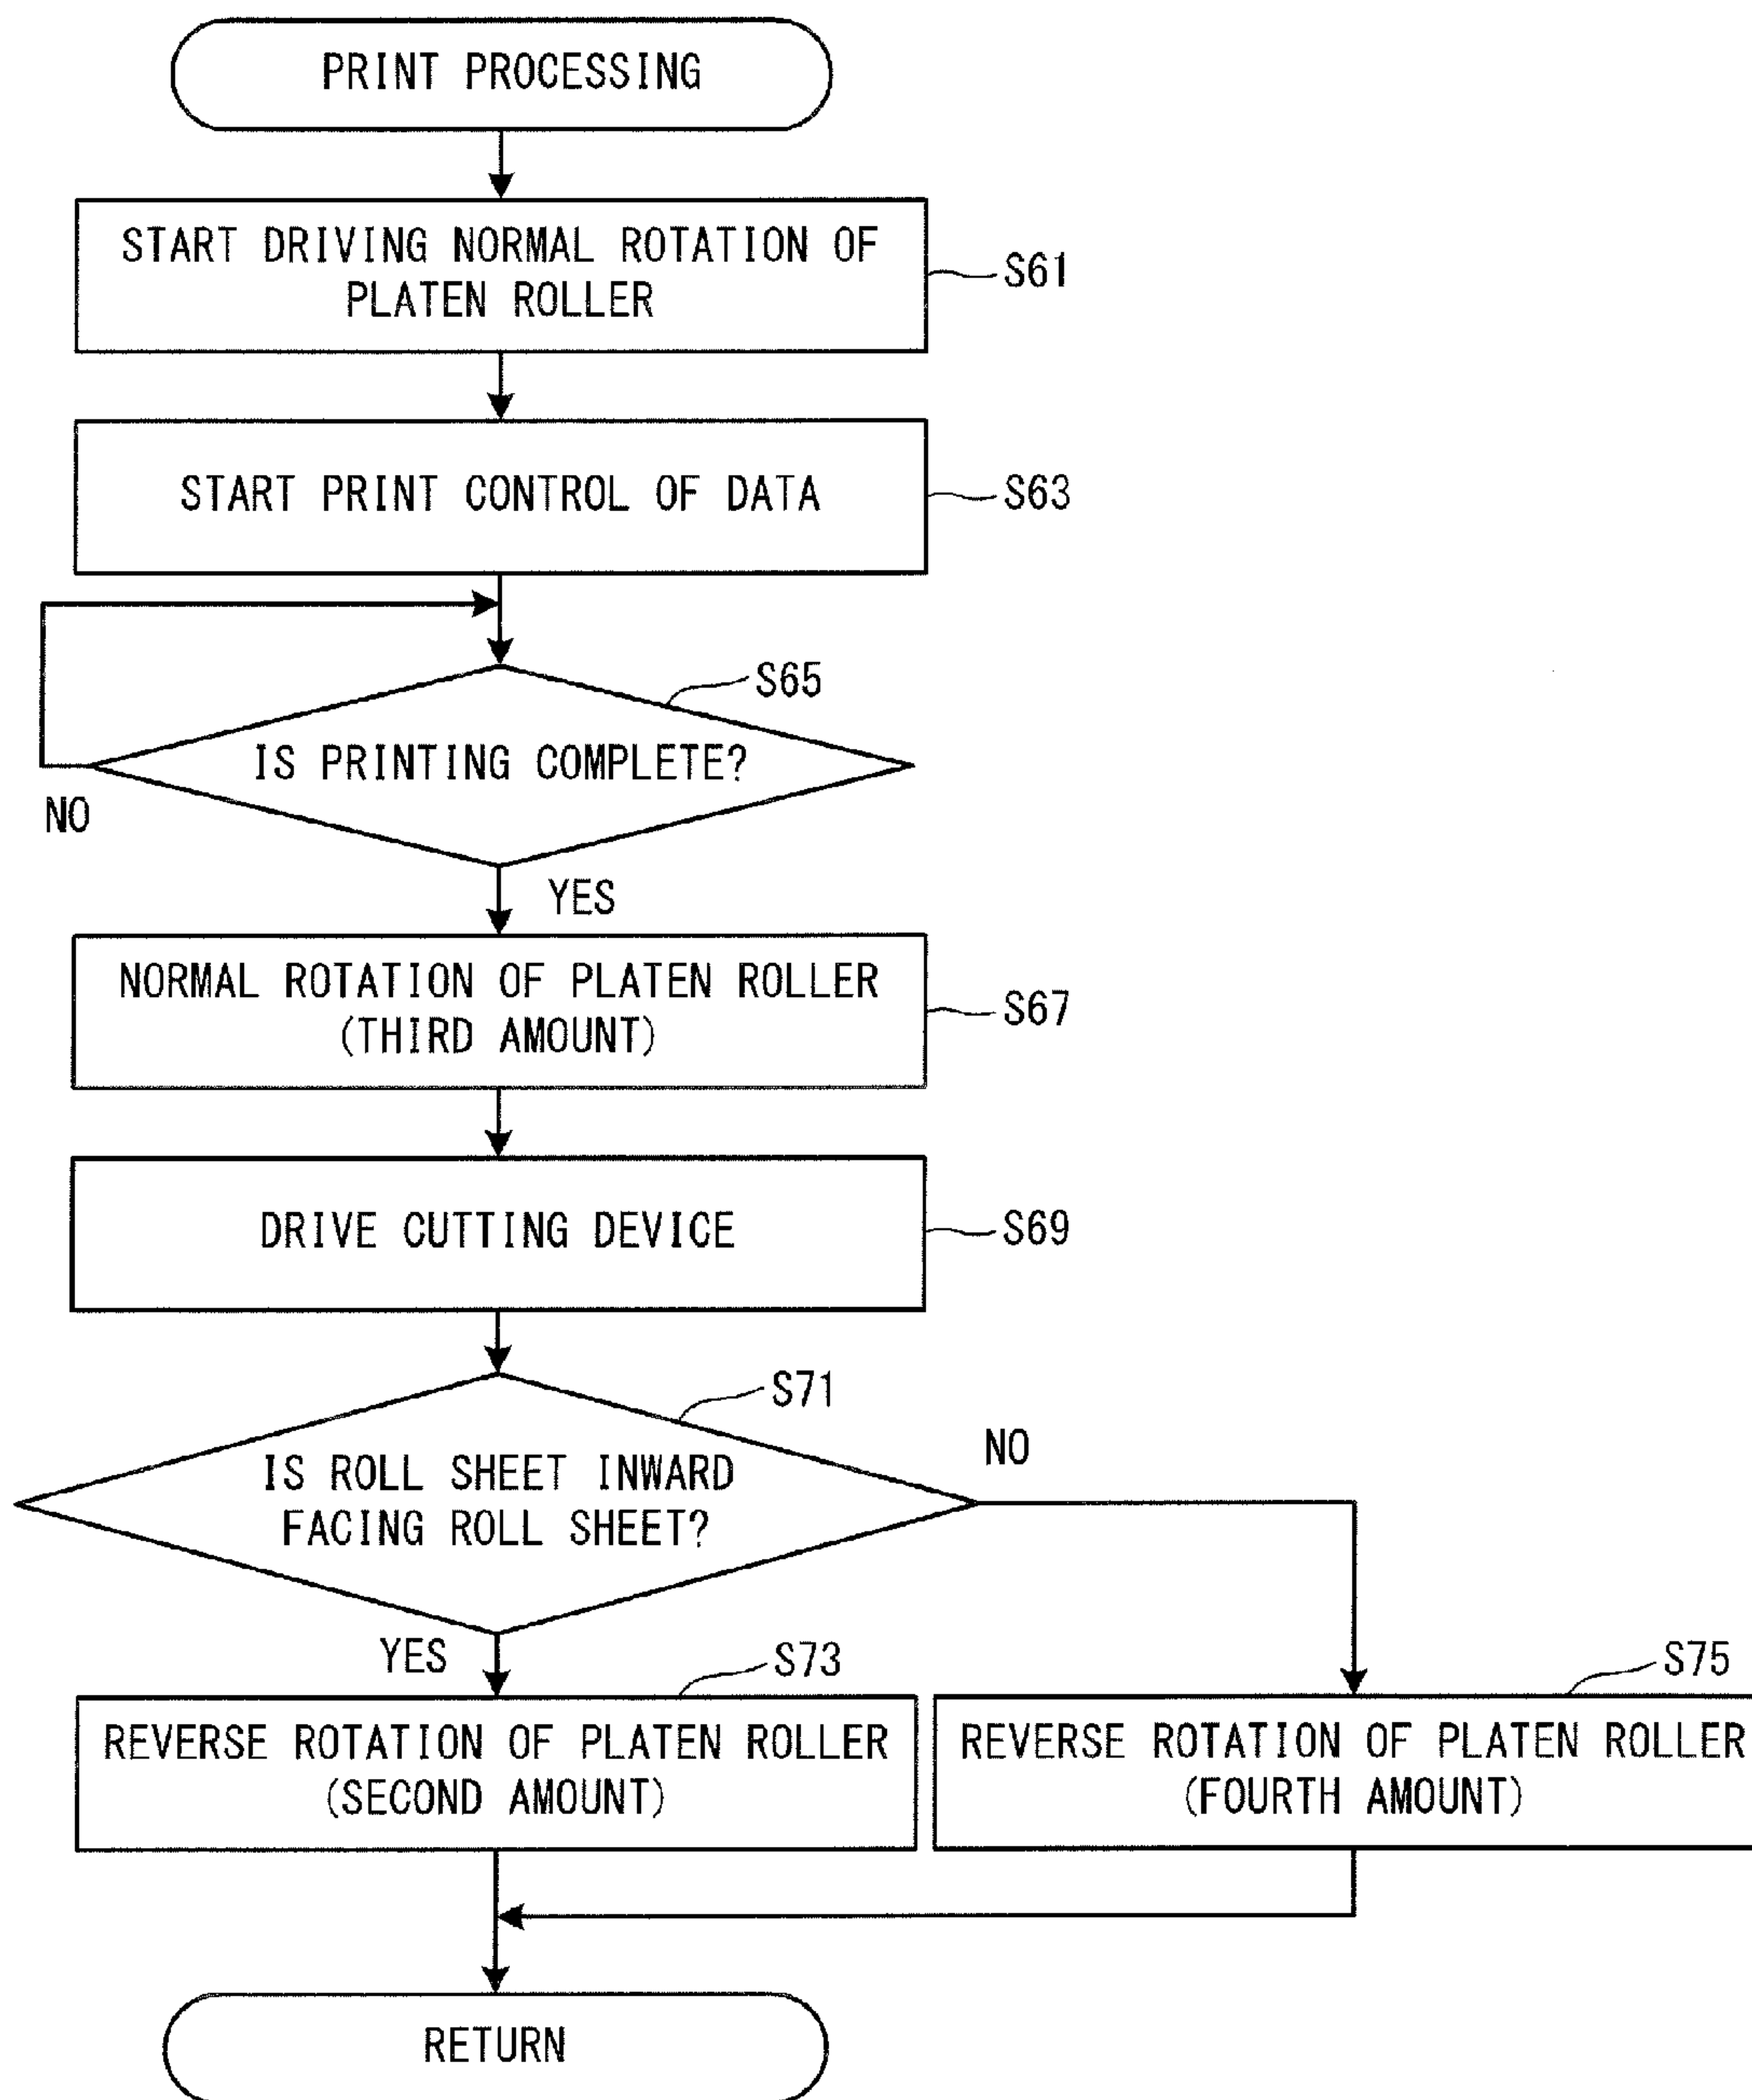 PRINT PROCESSING
START DRIVING NORMAL ROTATION OF
PLATEN ROLLER
S61
START PRINT CONTROL OF DATA
S63
S65
IS PRINTING COMPLETE?
NO
YES
NORMAL ROTATION OF PLATEN ROLLER
(THIRD AMOUNT)
S67
DRIVE CUTTING DEVICE
S69
S71
IS ROLL SHEET INWARD
FACING ROLL SHEET?
NO
YES
S73
S75
REVERSE ROTATION OF PLATEN ROLLER
(SECOND AMOUNT)
REVERSE ROTATION OF PLATEN ROLLER
(FOURTH AMOUNT)
RETURN